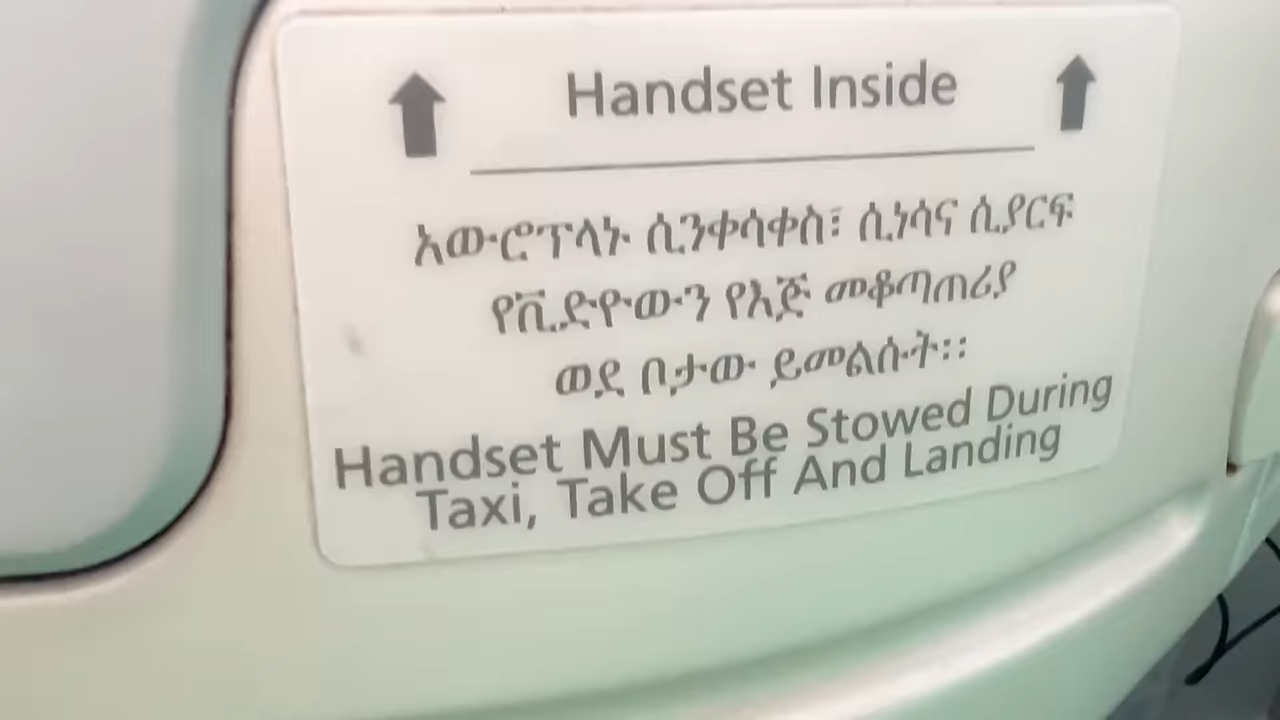 Handset Inside
አውሮፕላኑ ሲንቀሳቀስ፤ ሲነሳና ሲያርፍ
የቪድዮውን የእጅ መቆጣጠሪያ
ወደ ቦታው ይመልሱት።
Handset Must Be Stowed During
Taxi, Take Off And Landing